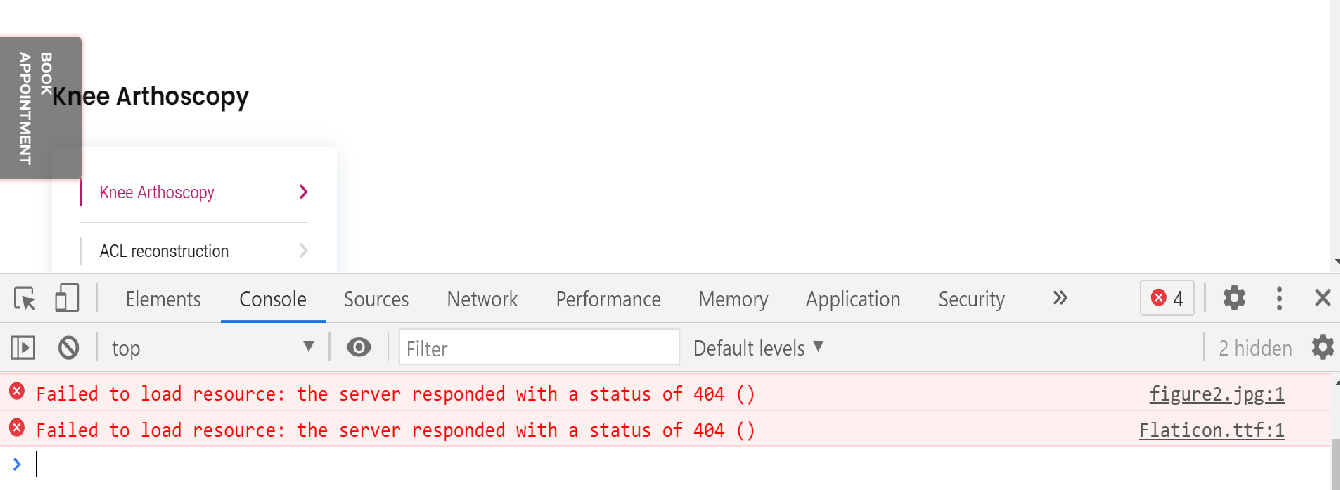 BOOK
APPOINTMENT
Knee Arthoscopy
Knee Arthoscopy
ACL reconstruction
Elements Console Sources Network Performance Memory Application Security » 4
top Filter Default levels 2 hidden
Failed to load resource: the server responded with a status of 404 () figure2.jpg:1
Failed to load resource: the server responded with a status of 404 () Flaticon.ttf:1